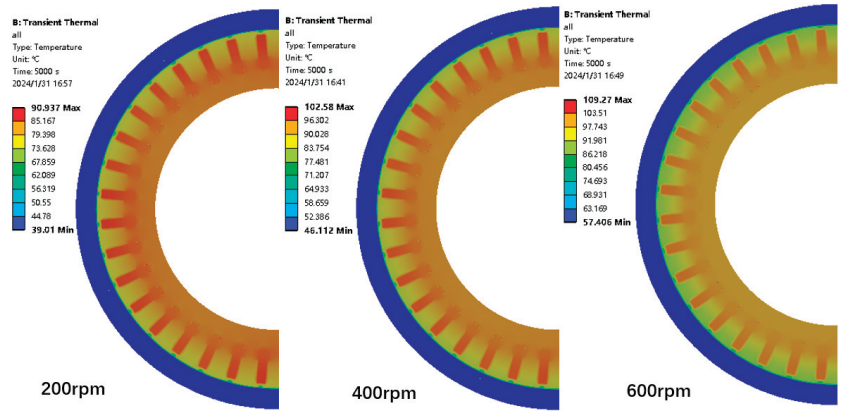 B: Transient Thermal
all
Type: Temperature
Unit: °C
Time: 5000 s
2024/1/31 16:57
90.937 Max
85.167
79.398
73.628
67.859
62.089
56.319
50.55
44.78
39.01 Min
200rpm
B: Transient Thermal
all
Type: Temperature
Unit: °C
Time: 5000 s
2024/1/31 16:41
102.58 Max
96.302
90.028
83.754
77.481
71.207
64.933
58.659
52.386
46.112 Min
400rpm
B: Transient Thermal
all
Type: Temperature
Unit: °C
Time: 5000 s
2024/1/31 16:49
109.27 Max
103.51
97.743
91.981
86.218
80.456
74.693
68.931
63.169
57.406 Min
600rpm